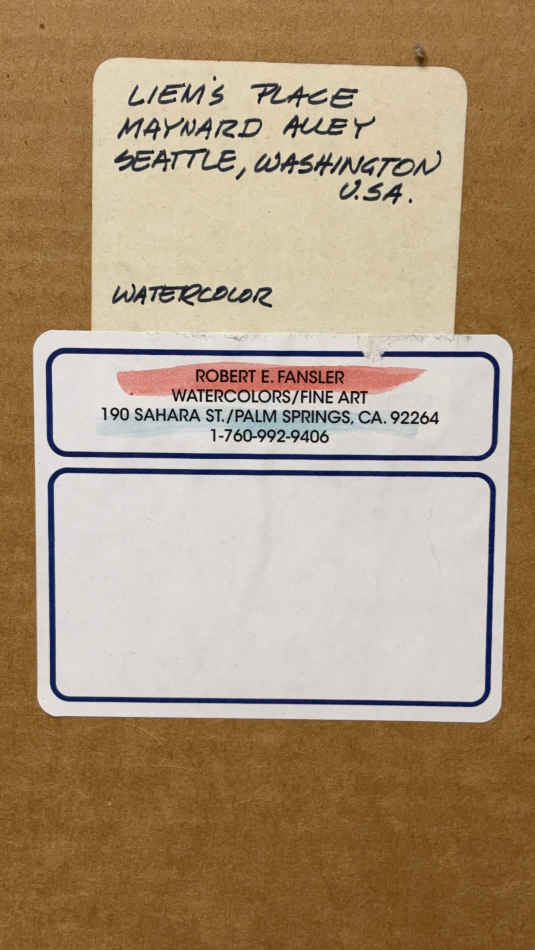 LIEM'S PLACE
MAYNARD ALLEY
SEATTLE, WASHINGTON
U.S.A.
WATERCOLOR
ROBERT E. FANSLER
WATERCOLORS/FINE ART
190 SAHARA ST./PALM SPRINGS, CA. 92264
1-760-992-9406